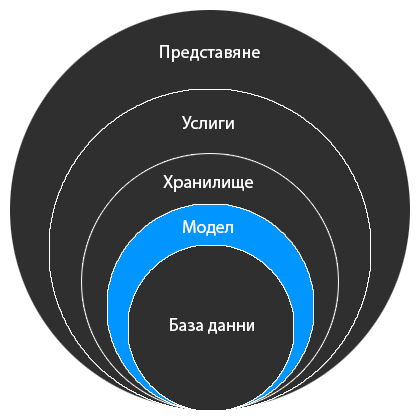 Представяне
Услиги
Хранилище
Модел
База данни